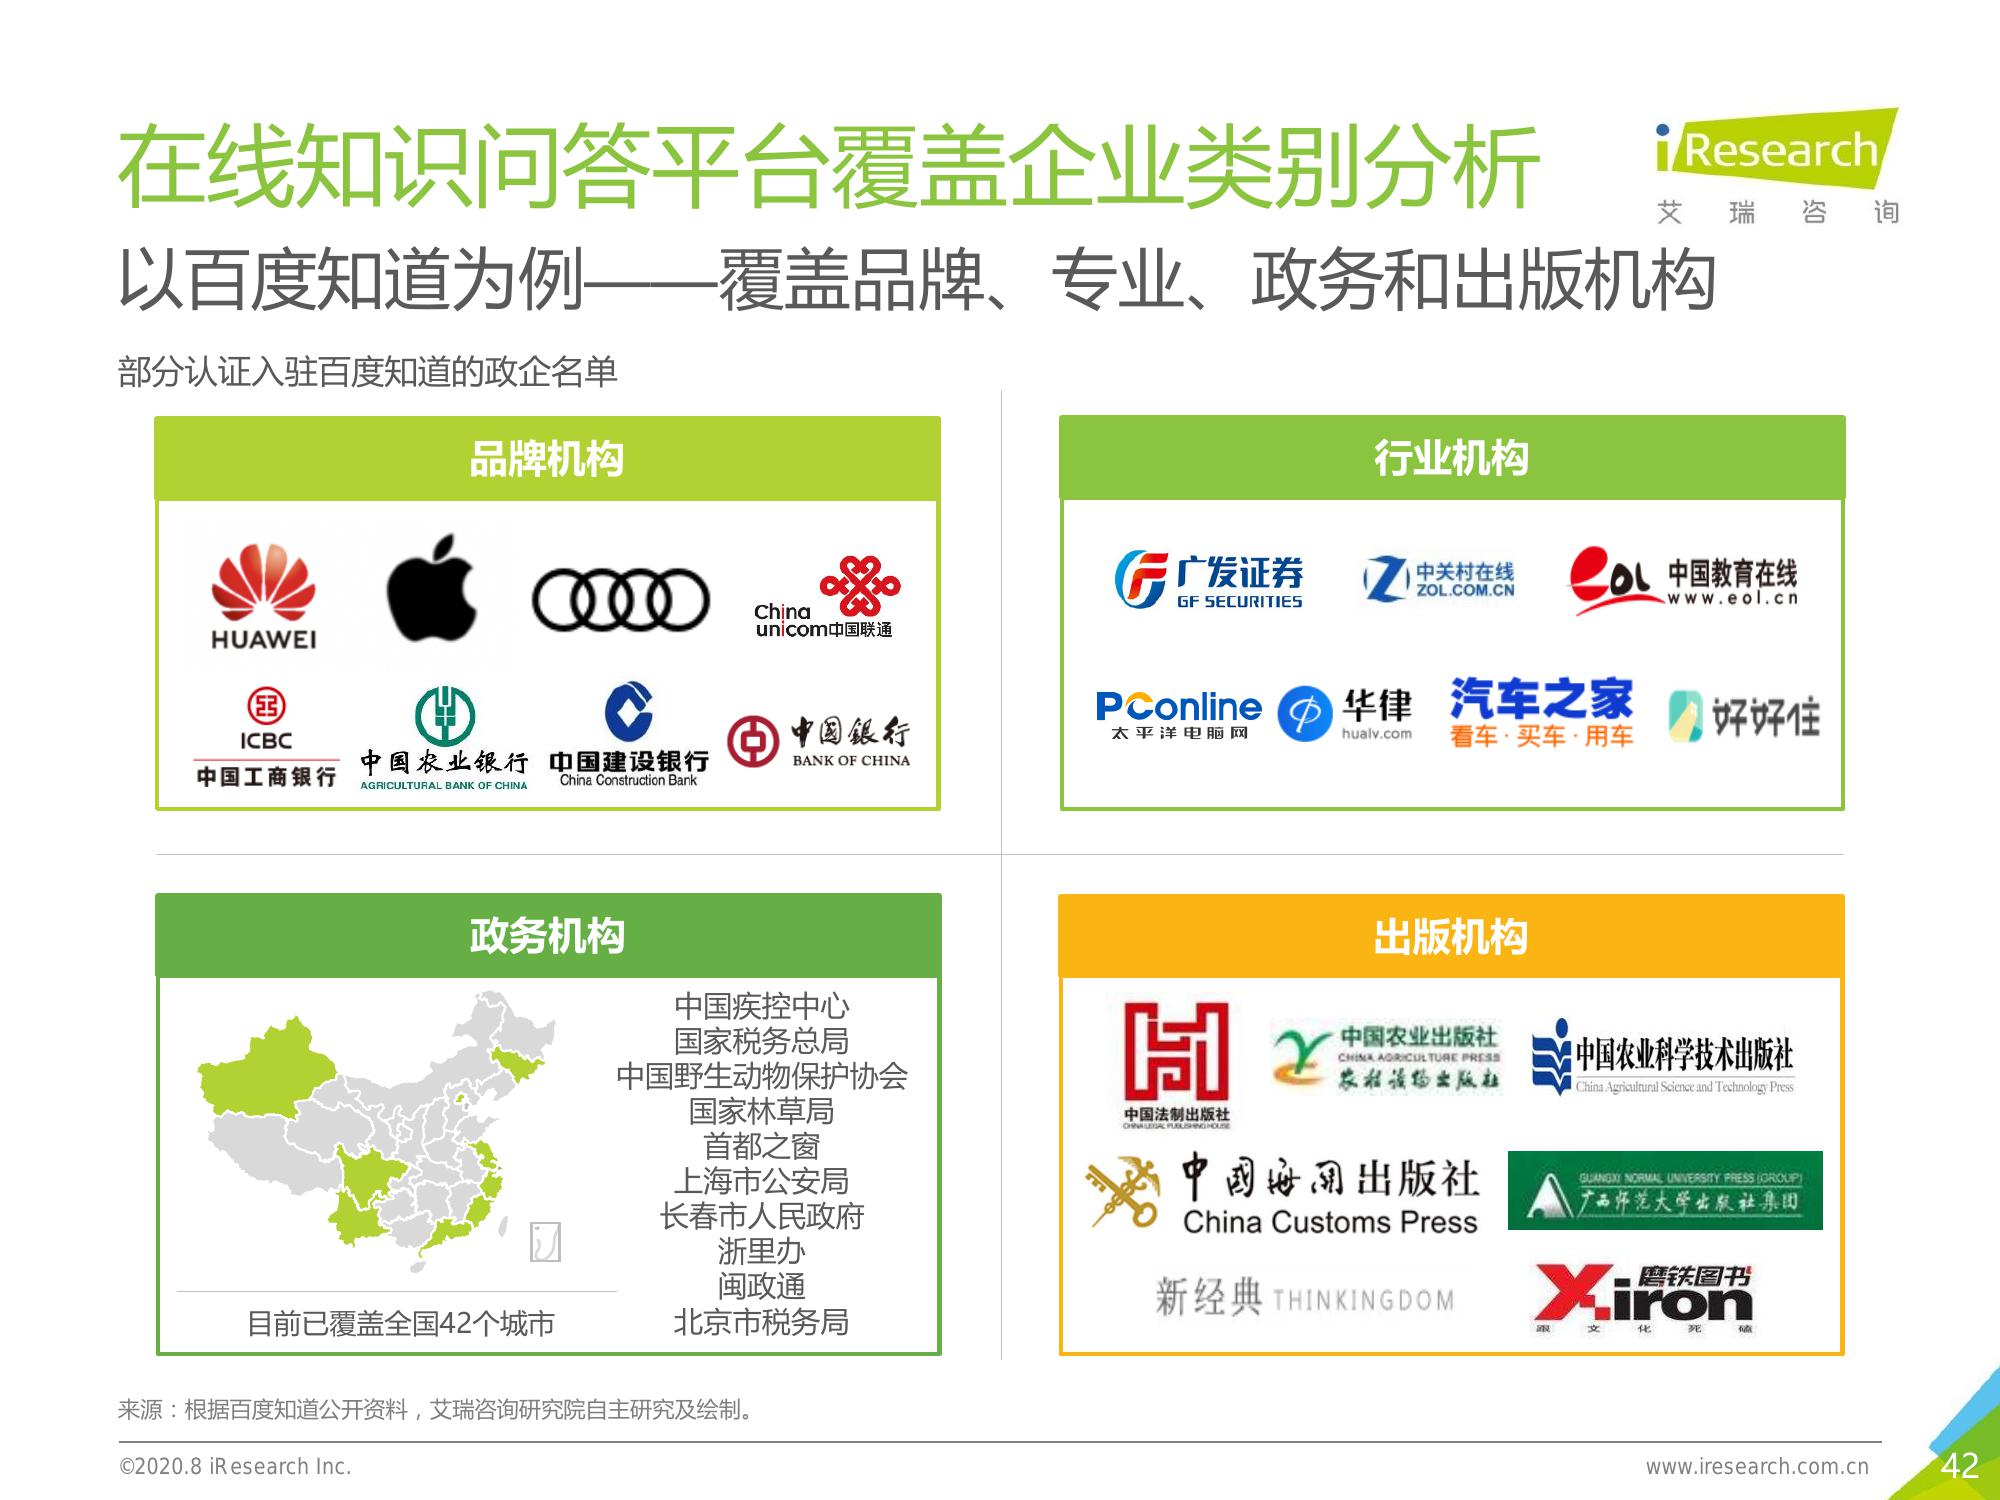 在线知识问答平台覆盖企业类别分析
iResearch
艾瑞咨询
以百度知道为例——覆盖品牌、专业、政务和出版机构
部分认证入驻百度知道的政企名单
品牌机构
HUAWEI
China
unicom中国联通
ICBC
中国工商银行
中国农业银行
AGRICULTURAL BANK OF CHINA
中国建设银行
China Construction Bank
中国银行
BANK OF CHINA
行业机构
广发证券
GF SECURITIES
中关村在线
ZOL.COM.CN
eOL 中国教育在线
www.eol.cn
PConline
太平洋电脑网
华律
hualv.com
汽车之家
看车·买车·用车
好好住
政务机构
目前已覆盖全国42个城市
中国疾控中心
国家税务总局
中国野生动物保护协会
国家林草局
首都之窗
上海市公安局
长春市人民政府
浙里办
闽政通
北京市税务局
出版机构
中国法制出版社
CHINA LEGAL PUBLISHING HOUSE
中国农业出版社
CHINA AGRICULTURE PRESS
农村读物出版社
中国农业科学技术出版社
China Agricultural Science and Technology Press
中国海关出版社
China Customs Press
GUANGXI NORMAL UNIVERSITY PRESS (GROUP)
广西师范大学出版社集团
新经典 THINKINGDOM
磨铁图书
Xiron
跟文化死磕
来源：根据百度知道公开资料，艾瑞咨询研究院自主研究及绘制。
©2020.8 iResearch Inc.
www.iresearch.com.cn
42